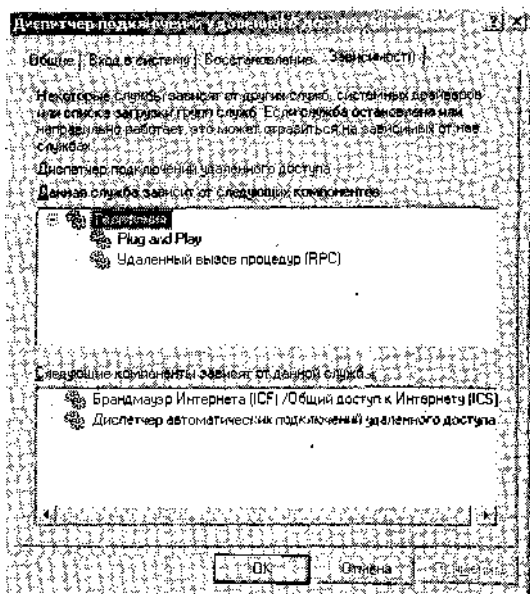 Диспетчер подключений удаленного доступа
Общие Вход в систему Восстановление Зависимости
Некоторые службы зависят от других служб, системных драйверов
или списка загрузки групп служб. Если служба остановлена или
неправильно работает, это может отразиться на зависимых от нее
службах.
Диспетчер подключений удаленного доступа
Данная служба зависит от следующих компонентов:
Телефония
Plug and Play
Удаленный вызов процедур (RPC)
Следующие компоненты зависят от данной службы:
Брандмауэр Интернета (ICF) /Общий доступ к Интернету (ICS)
Диспетчер автоматических подключений удаленного доступа
OK Отмена